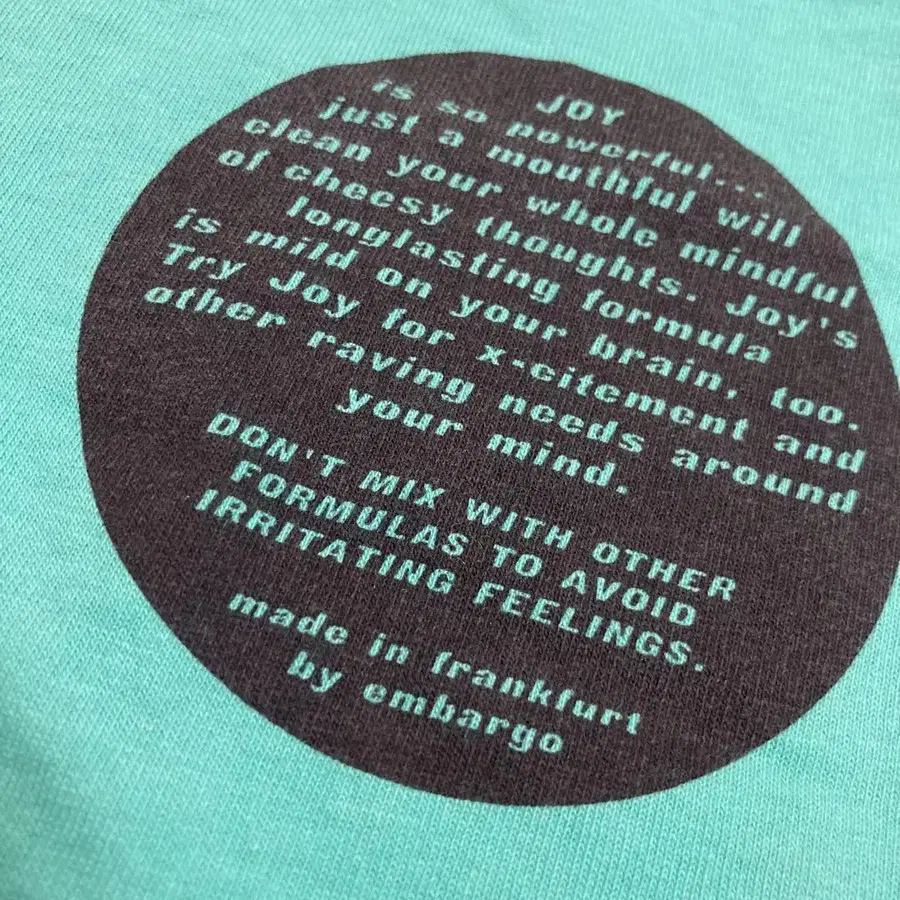 JOY
is so powerful...
just a mouthful will
clean your whole mindful
of cheesy thoughts. Joy's
longlasting formula
is mild on your brain, too.
Try Joy for x-citement and
other raving needs around
your mind.
DON'T MIX WITH OTHER
FORMULAS TO AVOID
IRRITATING FEELINGS.
made in frankfurt
by embargo